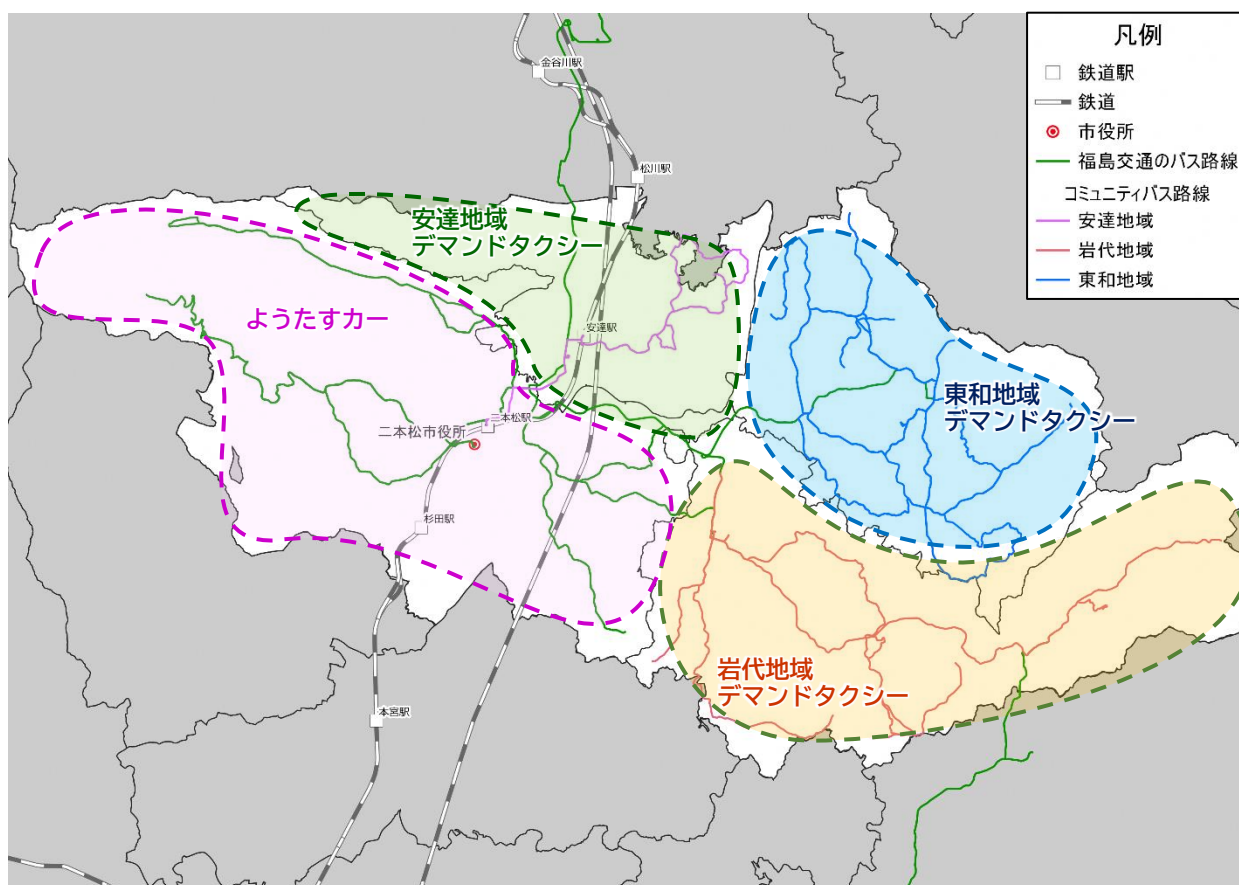 凡例
鉄道駅
鉄道
市役所
福島交通のバス路線
コミュニティバス路線
安達地域
岩代地域
東和地域
金谷川駅
松川駅
安達地域
デマンドタクシー
ようたすカー
安達駅
東和地域
デマンドタクシー
二本松駅
二本松市役所
杉田駅
岩代地域
デマンドタクシー
本宮駅